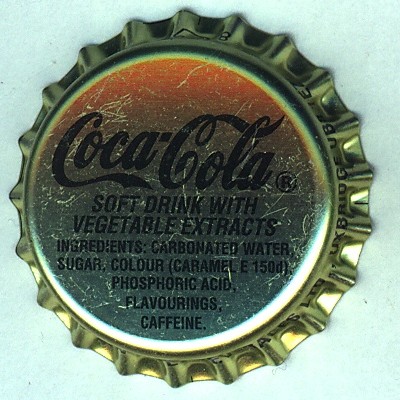 Coca-Cola®
SOFT DRINK WITH
VEGETABLE EXTRACTS
INGREDIENTS: CARBONATED WATER,
SUGAR, COLOUR (CARAMEL E 150d),
PHOSPHORIC ACID,
FLAVOURINGS,
CAFFEINE.